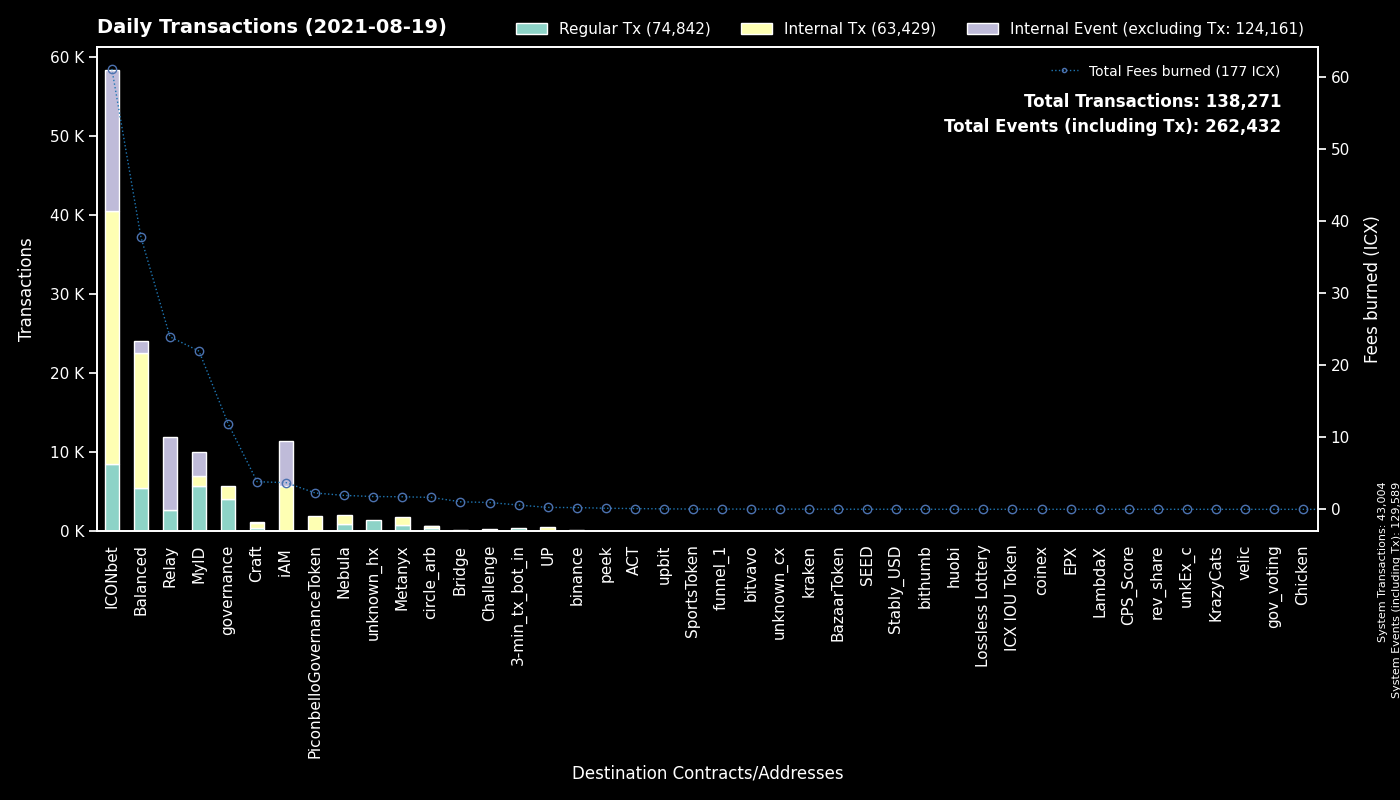 Daily Transactions (2021-08-19)
Regular Tx (74,842)
Internal Tx (63,429)
Internal Event (excluding Tx: 124,161)
Total Fees burned (177 ICX)
Total Transactions: 138,271
Total Events (including Tx): 262,432
Transactions
60 K
50 K
40 K
30 K
20 K
10 K
0 K
Fees burned (ICX)
60
50
40
30
20
10
0
ICONbet
Balanced
Relay
MyID
governance
Craft
iAM
PiconbelloGovernanceToken
Nebula
unknown_hx
Metanyx
circle_arb
Bridge
Challenge
3-min_tx_bot_in
UP
binance
peek
ACT
upbit
SportsToken
funnel_1
bitvavo
unknown_cx
kraken
BazaarToken
SEED
Stably_USD
bithumb
huobi
Lossless Lottery
ICX IOU Token
coinex
EPX
LambdaX
CPS_Score
rev_share
unkEx_c
KrazyCats
velic
gov_voting
Chicken
Destination Contracts/Addresses
System Transactions: 43,004
System Events (including Tx): 129,589